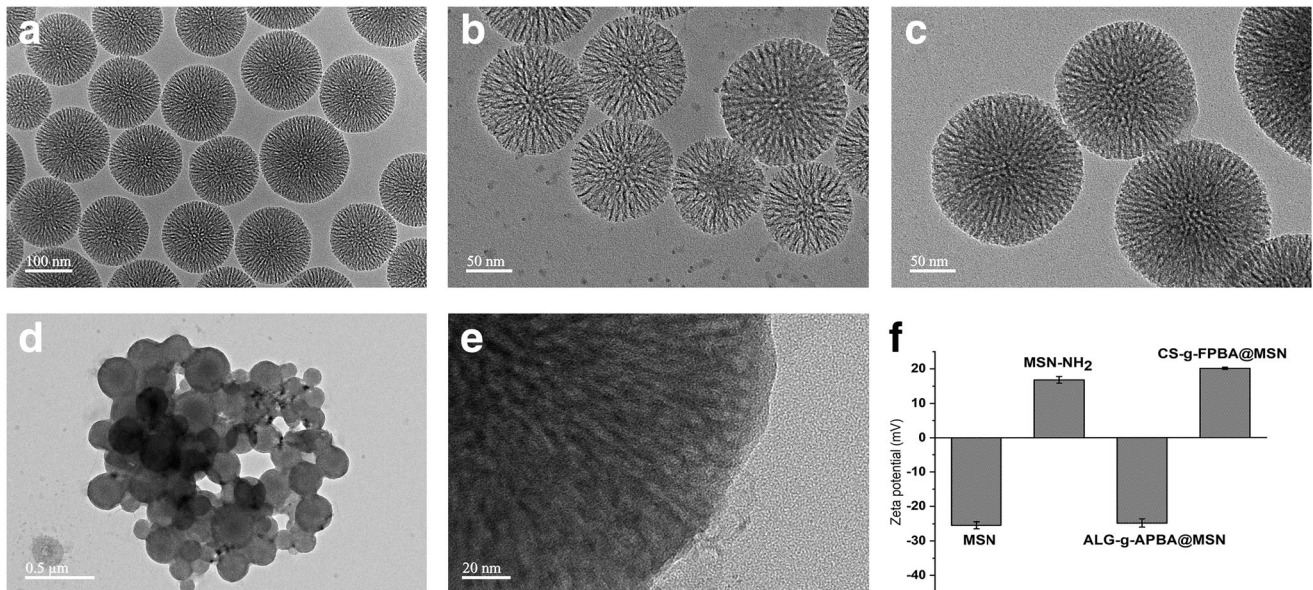 a
b
c
100 nm
50 nm
50 nm
d
e
f
0.5 μm
20 nm
Zeta potential (mV)
20
10
0
-10
-20
-30
-40
MSN
MSN-NH2
ALG-g-APBA@MSN
CS-g-FPBA@MSN